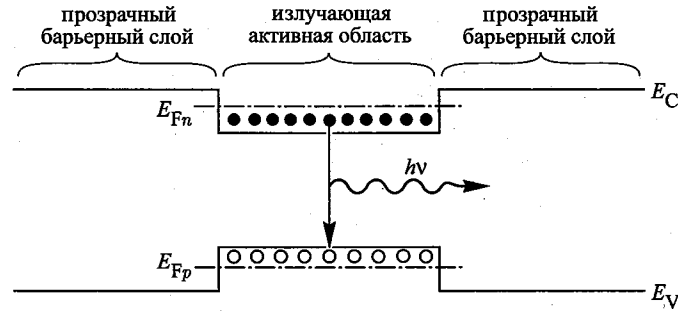 прозрачный
барьерный слой
излучающая
активная область
прозрачный
барьерный слой
E_C
E_Fn
hν
E_Fp
E_V